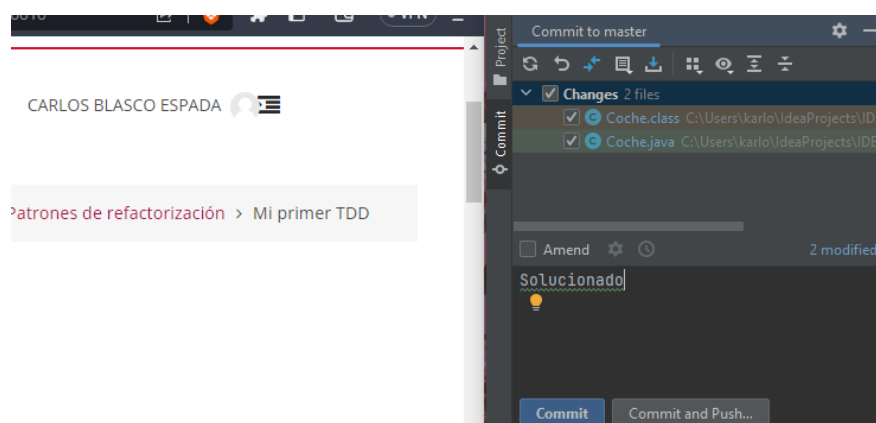 CARLOS BLASCO ESPADA
Patrones de refactorización > Mi primer TDD
Project
Commit
Commit to master
Changes 2 files
Coche.class C:\Users\karlo\IdeaProjects\ID
Coche.java C:\Users\karlo\IdeaProjects\IDE
Amend
2 modified
Solucionado
Commit
Commit and Push...